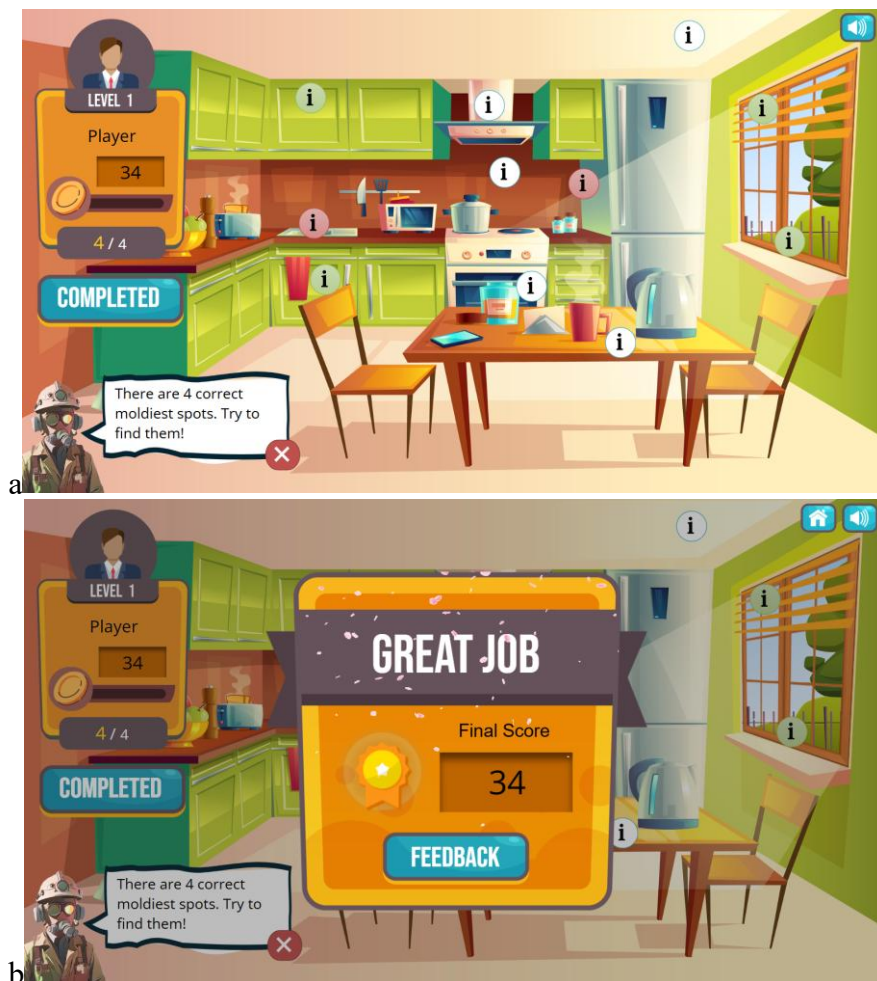 i
LEVEL 1
i
i
i
Player
34
i
i
i
4 / 4
i
i
i
COMPLETED
i
There are 4 correct
moldiest spots. Try to
find them!
a
i
LEVEL 1
i
Player
GREAT JOB
34
Final Score
4 / 4
i
34
COMPLETED
i
FEEDBACK
There are 4 correct
moldiest spots. Try to
find them!
b